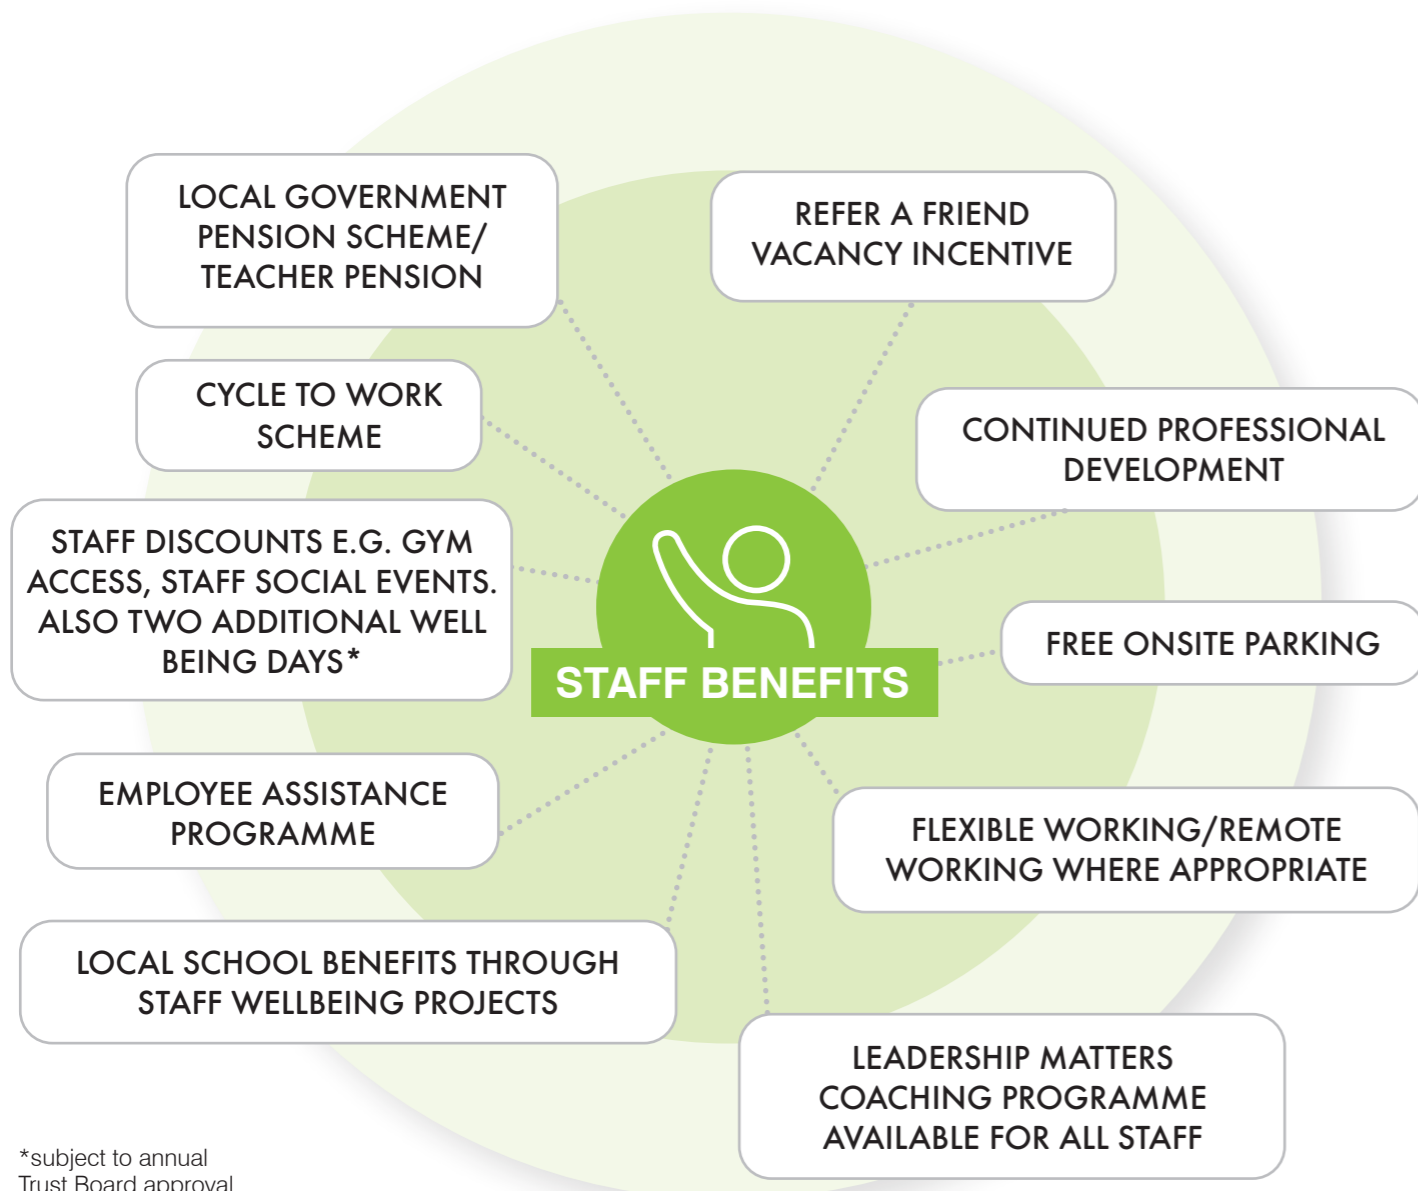 LOCAL GOVERNMENT
PENSION SCHEME/
TEACHER PENSION
REFER A FRIEND
VACANCY INCENTIVE
CYCLE TO WORK
SCHEME
CONTINUED PROFESSIONAL
DEVELOPMENT
STAFF DISCOUNTS E.G. GYM
ACCESS, STAFF SOCIAL EVENTS.
ALSO TWO ADDITIONAL WELL
BEING DAYS*
FREE ONSITE PARKING
STAFF BENEFITS
EMPLOYEE ASSISTANCE
PROGRAMME
FLEXIBLE WORKING/REMOTE
WORKING WHERE APPROPRIATE
LOCAL SCHOOL BENEFITS THROUGH
STAFF WELLBEING PROJECTS
LEADERSHIP MATTERS
COACHING PROGRAMME
AVAILABLE FOR ALL STAFF
*subject to annual
Trust Board approval